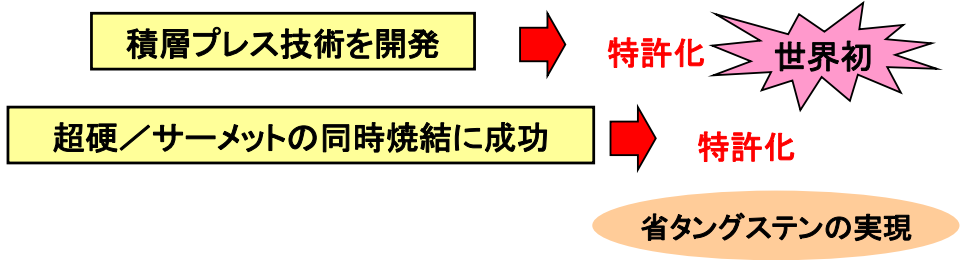 積層プレス技術を開発
特許化
世界初
超硬／サーメットの同時焼結に成功
特許化
省タングステンの実現